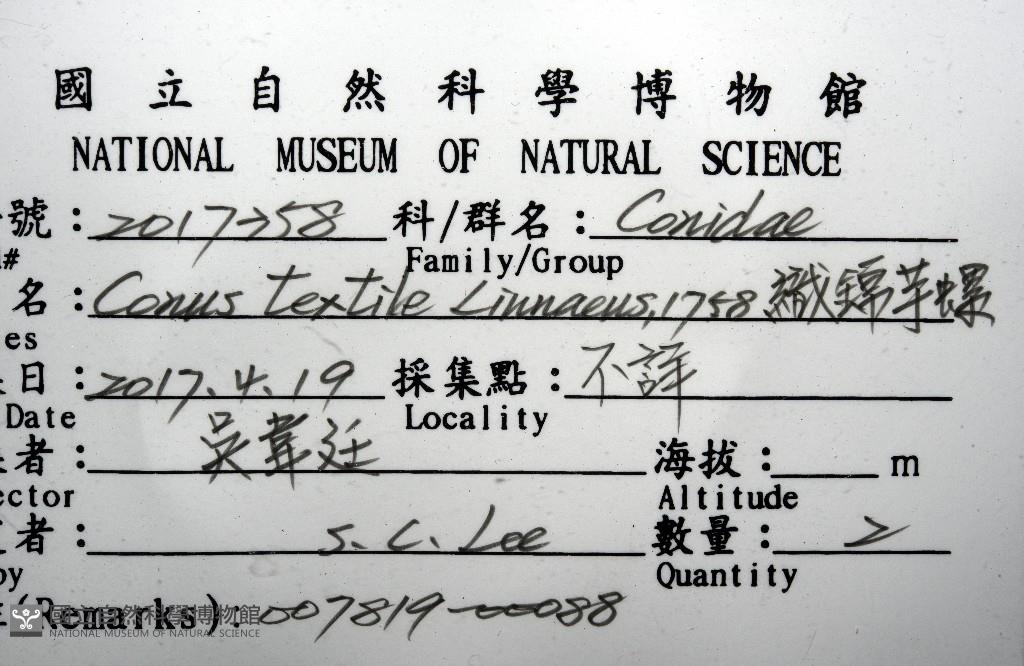 國立自然科學博物館
NATIONAL MUSEUM OF NATURAL SCIENCE
號：2017-258 科/群名：Conidae
# Family/Group
名：Conus textile Linnaeus, 1758 織錦芋螺
es
日：2017.4.19 採集點：不詳
Date Locality
者：吳葦廷 海拔： m
ector Altitude
者：S. C. Lee 數量：2
by Quantity
(Remarks):007819-00088
國立自然科學博物館
NATIONAL MUSEUM OF NATURAL SCIENCE